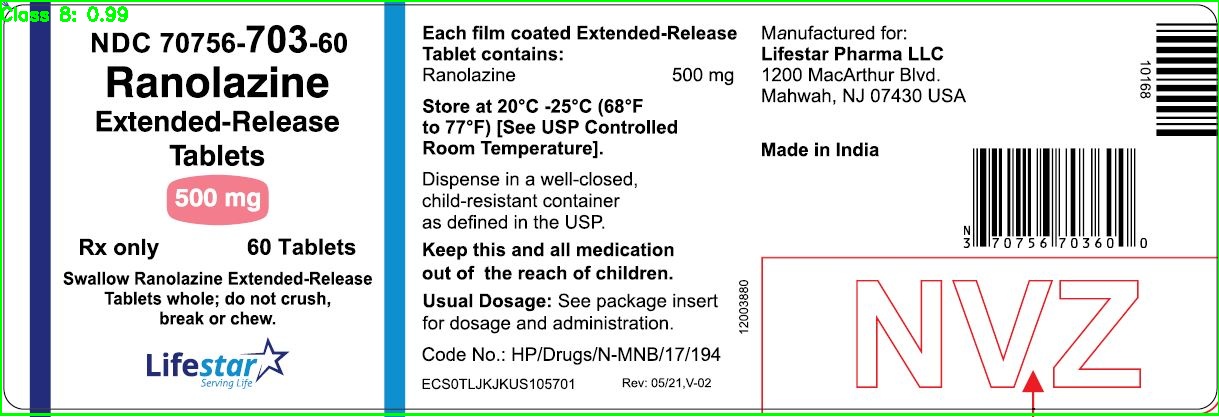 Class 8: 0.99
NDC 70756-703-60
Ranolazine
Extended-Release
Tablets
500 mg
Rx only 60 Tablets
Swallow Ranolazine Extended-Release
Tablets whole; do not crush,
break or chew.
Lifestar
Serving Life
Each film coated Extended-Release
Tablet contains:
Ranolazine 500 mg
Store at 20°C -25°C (68°F
to 77°F) [See USP Controlled
Room Temperature].
Dispense in a well-closed,
child-resistant container
as defined in the USP.
Keep this and all medication
out of the reach of children.
Usual Dosage: See package insert
for dosage and administration.
Code No.: HP/Drugs/N-MNB/17/194
ECS0TLJKJKUS105701 Rev: 05/21,V-02
12003880
Manufactured for:
Lifestar Pharma LLC
1200 MacArthur Blvd.
Mahwah, NJ 07430 USA
Made in India
10168
N
3 70756 70360 0
NVZ